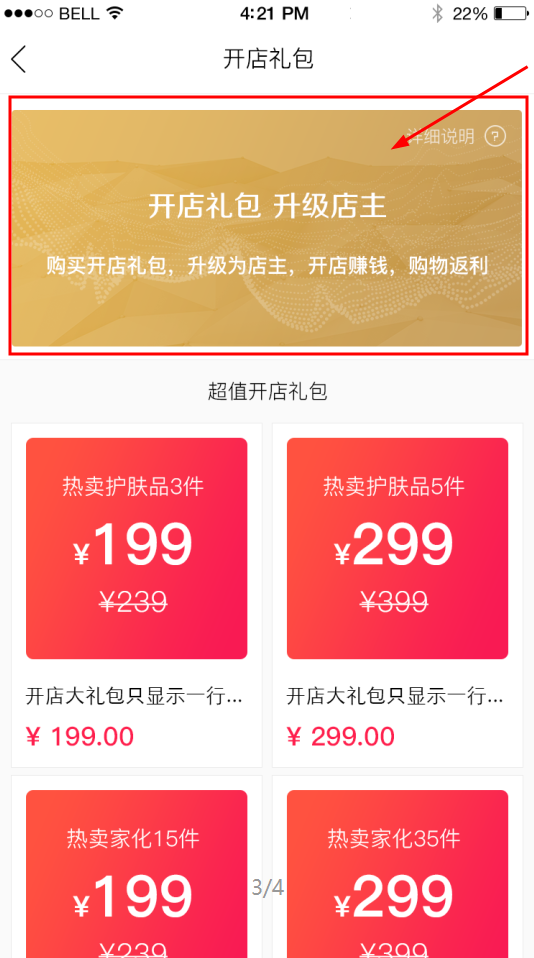 BELL 4:21 PM 22%
开店礼包
详细说明 ?
开店礼包 升级店主
购买开店礼包，升级为店主，开店赚钱，购物返利
超值开店礼包
热卖护肤品3件
¥199
¥239
开店大礼包只显示一行...
¥ 199.00
热卖护肤品5件
¥299
¥399
开店大礼包只显示一行...
¥ 299.00
热卖家化15件
¥199
¥239
热卖家化35件
¥299
¥399
3/4